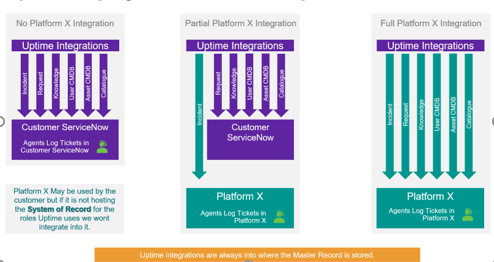 No Platform X Integration
Uptime Integrations
Incident
Request
Knowledge
User CMDB
Asset CMDB
Catalogue
Customer ServiceNow
Agents Log Tickets in
Customer ServiceNow
Platform X May be used by the
customer but if it is not hosting
the System of Record for the
roles Uptime uses we wont
integrate into it.
Partial Platform X Integration
Uptime Integrations
Incident
Request
Knowledge
User CMDB
Asset CMDB
Catalogue
Customer
ServiceNow
Platform X
Agents Log Tickets in
Platform X
Full Platform X Integration
Uptime Integrations
Incident
Request
Knowledge
User CMDB
Asset CMDB
Catalogue
Platform X
Agents Log Tickets in
Platform X
Uptime Integrations are always into where the Master Record is stored.